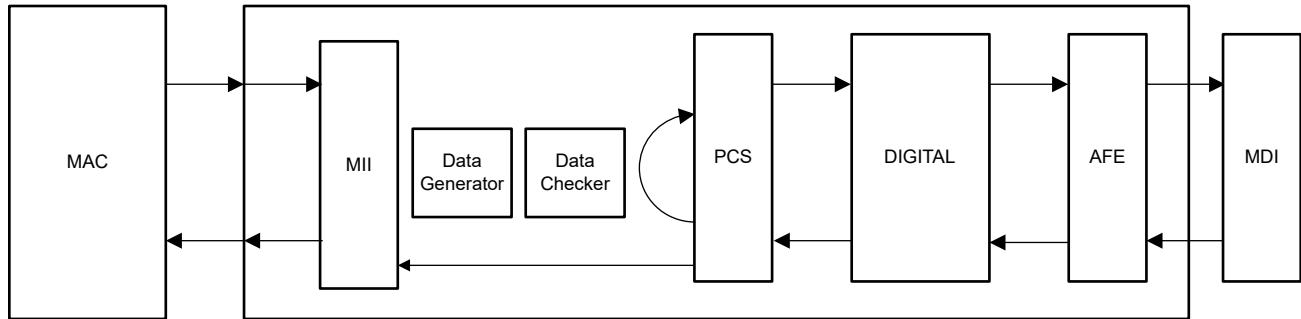 MAC
MII
Data
Generator
Data
Checker
PCS
DIGITAL
AFE
MDI